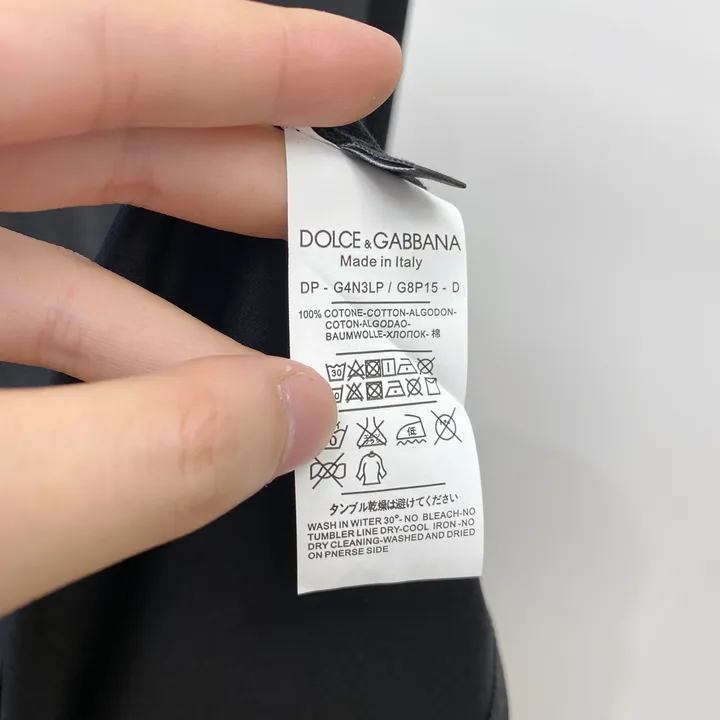 DOLCE & GABBANA
Made in Italy
DP - G4N3LP / G8P15 - D
100% COTONE-COTTON-ALGODON-
COTON-ALGODAO-
BAUMWOLLE-ХЛОПОК- 棉
30
低
タンブル乾燥は避けてください
WASH IN WITER 30°-NO BLEACH-NO
TUMBLER LINE DRY-COOL IRON -NO
DRY CLEANING-WASHED AND DRIED
ON PNERSE SIDE